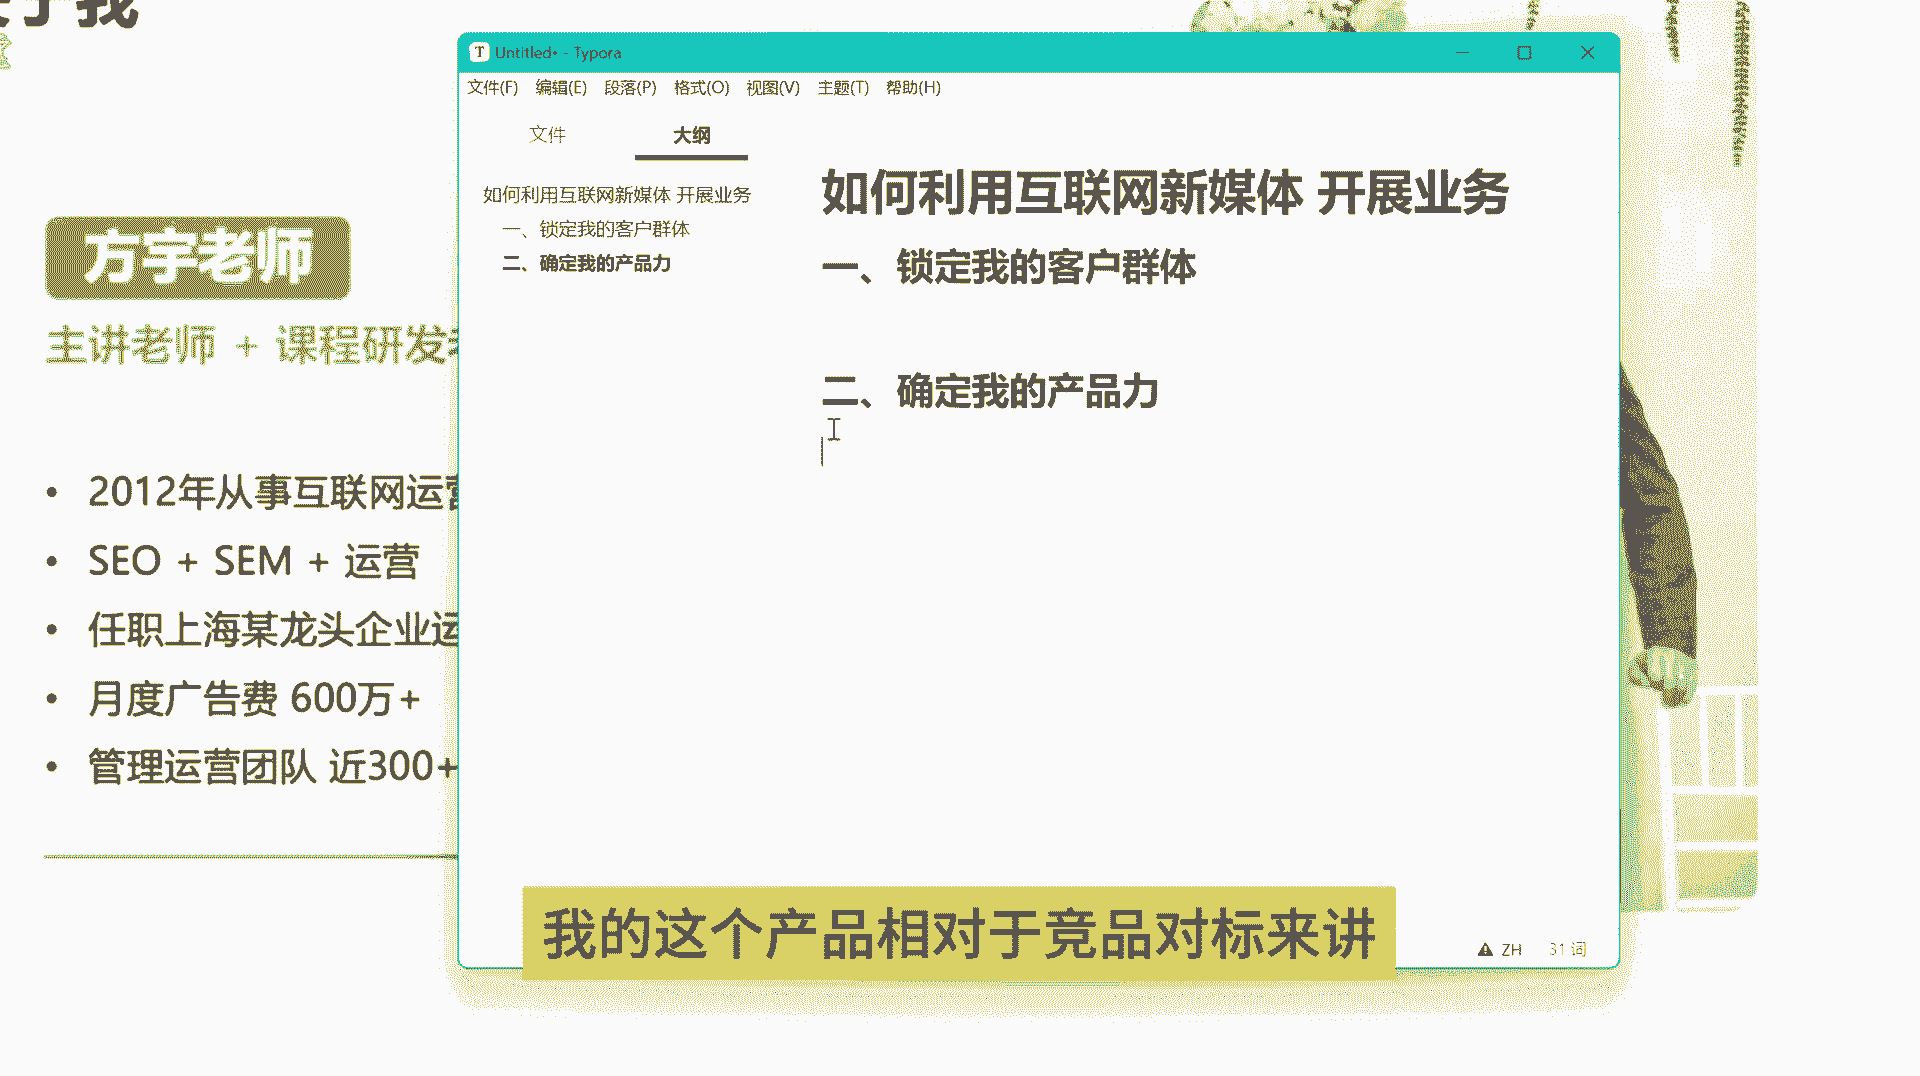 于我
方宇老师
主讲老师 + 课程研发
2012年从事互联网运营
SEO + SEM + 运营
任职上海某龙头企业运
月度广告费 600万+
管理运营团队 近300+
Untitled• - Typora
文件(F) 编辑(E) 段落(P) 格式(O) 视图(V) 主题(T) 帮助(H)
文件 大纲
如何利用互联网新媒体 开展业务
一、锁定我的客户群体
二、确定我的产品力
如何利用互联网新媒体 开展业务
一、锁定我的客户群体
二、确定我的产品力
我的这个产品相对于竞品对标来讲
ZH 31 词